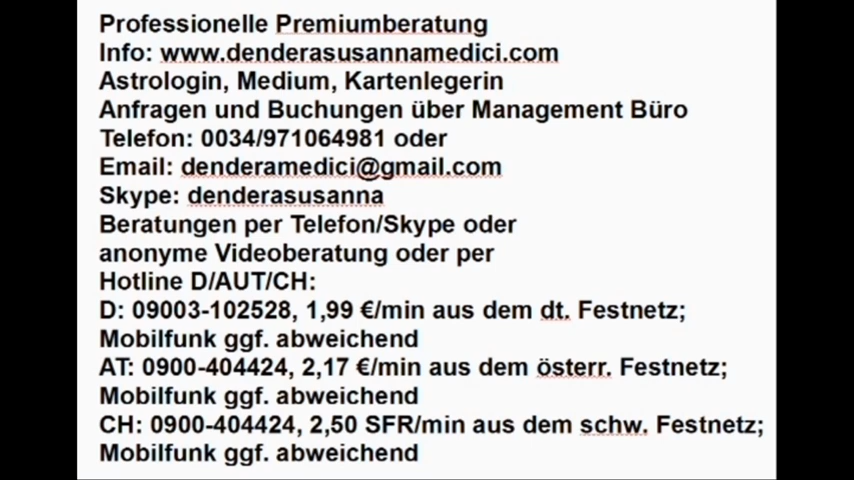 Professionelle Premiumberatung
Info: www.denderasusannamedici.com
Astrologin, Medium, Kartenlegerin
Anfragen und Buchungen über Management Büro
Telefon: 0034/971064981 oder
Email: denderamedici@gmail.com
Skype: denderasusanna
Beratungen per Telefon/Skype oder
anonyme Videoberatung oder per
Hotline D/AUT/CH:
D: 09003-102528, 1,99 €/min aus dem dt. Festnetz;
Mobilfunk ggf. abweichend
AT: 0900-404424, 2,17 €/min aus dem österr. Festnetz;
Mobilfunk ggf. abweichend
CH: 0900-404424, 2,50 SFR/min aus dem schw. Festnetz;
Mobilfunk ggf. abweichend